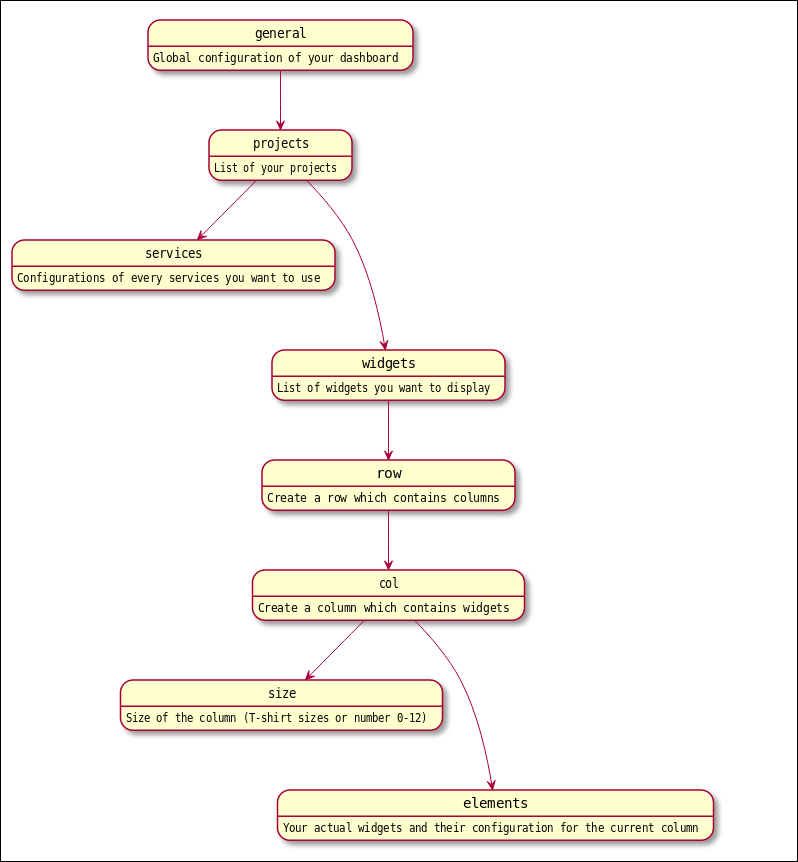 general
Global configuration of your dashboard
projects
List of your projects
services
Configurations of every services you want to use
widgets
List of widgets you want to display
row
Create a row which contains columns
col
Create a column which contains widgets
size
Size of the column (T-shirt sizes or number 0-12)
elements
Your actual widgets and their configuration for the current column